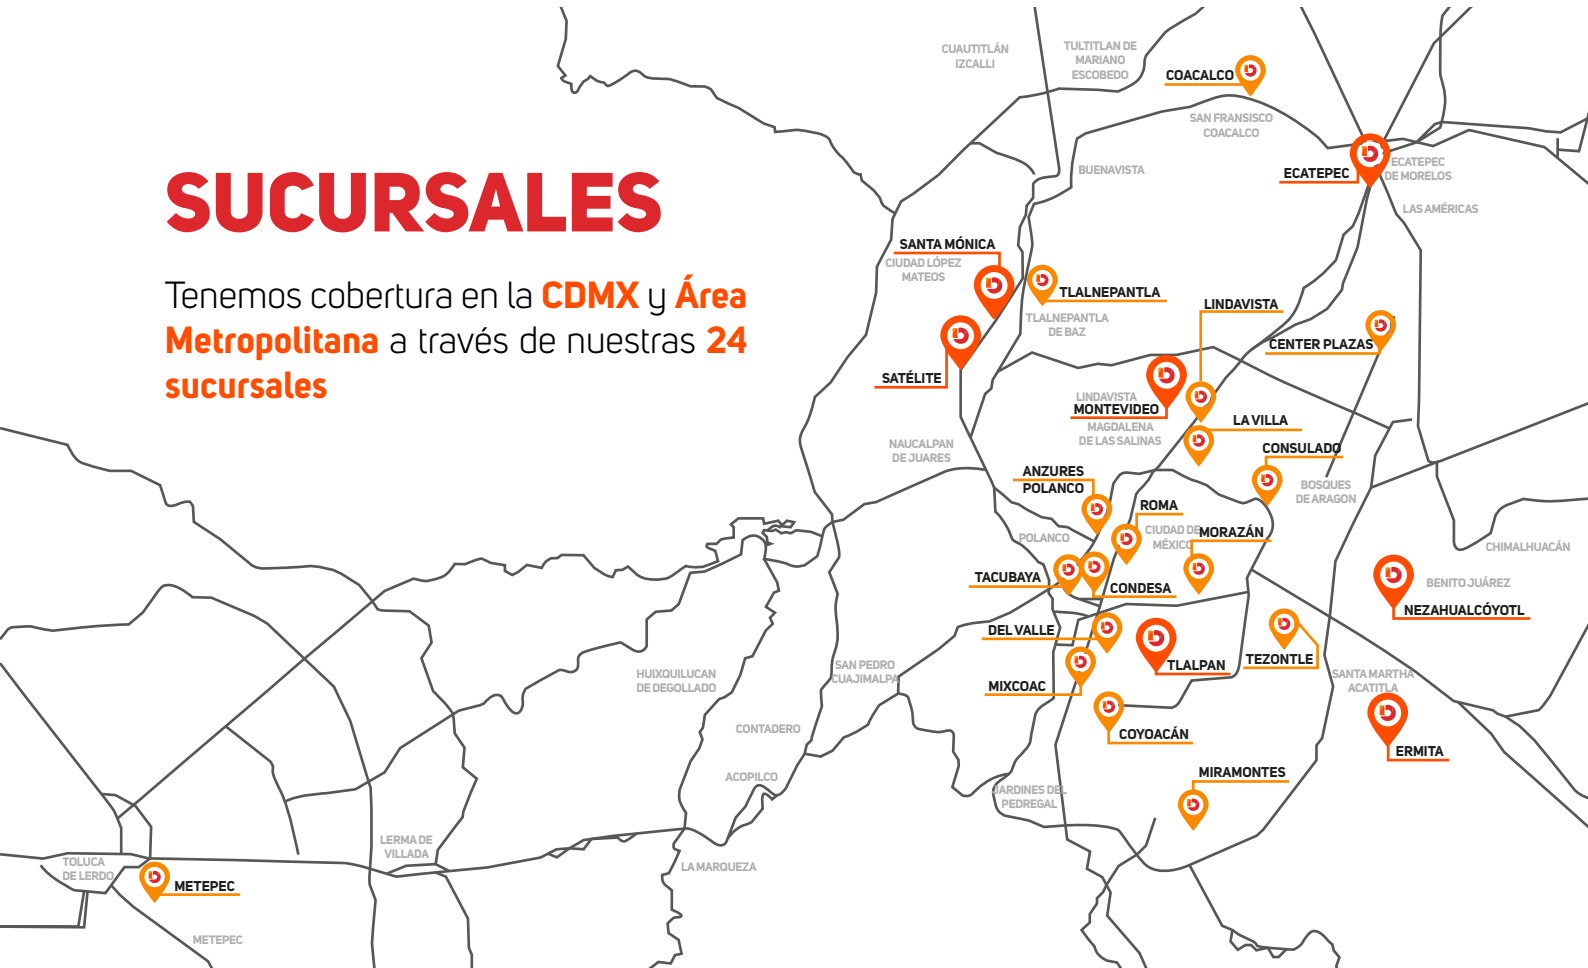 SUCURSALES
Tenemos cobertura en la CDMX y Área
Metropolitana a través de nuestras 24
sucursales
CUAUTITLÁN
IZCALLI
TULTITLAN DE
MARIANO
ESCOBEDO
COACALCO
SAN FRANSISCO
COACALCO
BUENAVISTA
ECATEPEC
ECATEPEC
DE MORELOS
LAS AMÉRICAS
SANTA MÓNICA
CIUDAD LÓPEZ
MATEOS
TLALNEPANTLA
TLALNEPANTLA
DE BAZ
LINDAVISTA
CENTER PLAZAS
SATÉLITE
LINDAVISTA
MONTEVIDEO
MAGDALENA
DE LAS SALINAS
LA VILLA
NAUCALPAN
DE JUARES
CONSULADO
ANZURES
POLANCO
BOSQUES
DE ARAGON
ROMA
CIUDAD DE
MÉXICO
MORAZÁN
POLANCO
CHIMALHUACÁN
TACUBAYA
CONDESA
BENITO JUÁREZ
NEZAHUALCÓYOTL
DEL VALLE
TLALPAN
TEZONTLE
HUIXQUILUCAN
DE DEGOLLADO
SAN PEDRO
CUAJIMALPA
MIXCOAC
SANTA MARTHA
ACATITLA
CONTADERO
COYOACÁN
ERMITA
ACOPILCO
MIRAMONTES
JARDINES DEL
PEDREGAL
LERMA DE
VILLADA
LA MARQUEZA
TOLUCA
DE LERDO
METEPEC
METEPEC